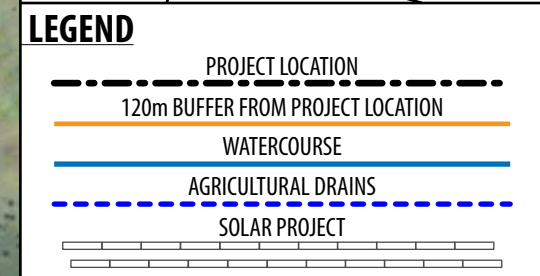 LEGEND
PROJECT LOCATION
120m BUFFER FROM PROJECT LOCATION
WATERCOURSE
AGRICULTURAL DRAINS
SOLAR PROJECT